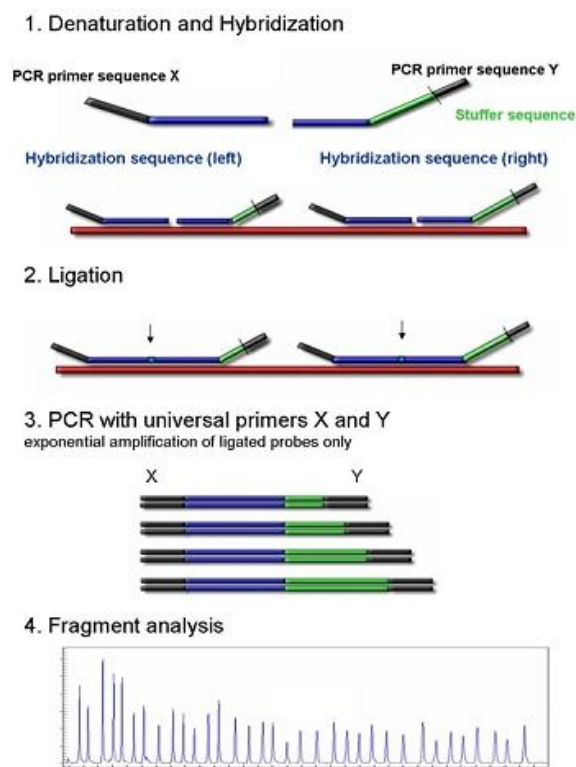 1. Denaturation and Hybridization
PCR primer sequence X
PCR primer sequence Y
Stuffer sequence
Hybridization sequence (left)
Hybridization sequence (right)
2. Ligation
3. PCR with universal primers X and Y
exponential amplification of ligated probes only
X
Y
4. Fragment analysis